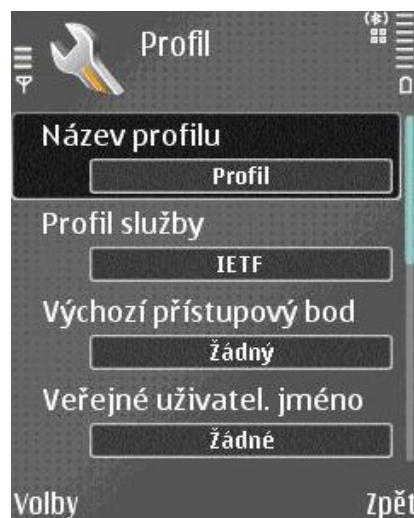 Profil
Název profilu
Profil
Profil služby
IETF
Výchozí přístupový bod
Žádný
Veřejné uživatel. jméno
Žádné
Volby Zpět